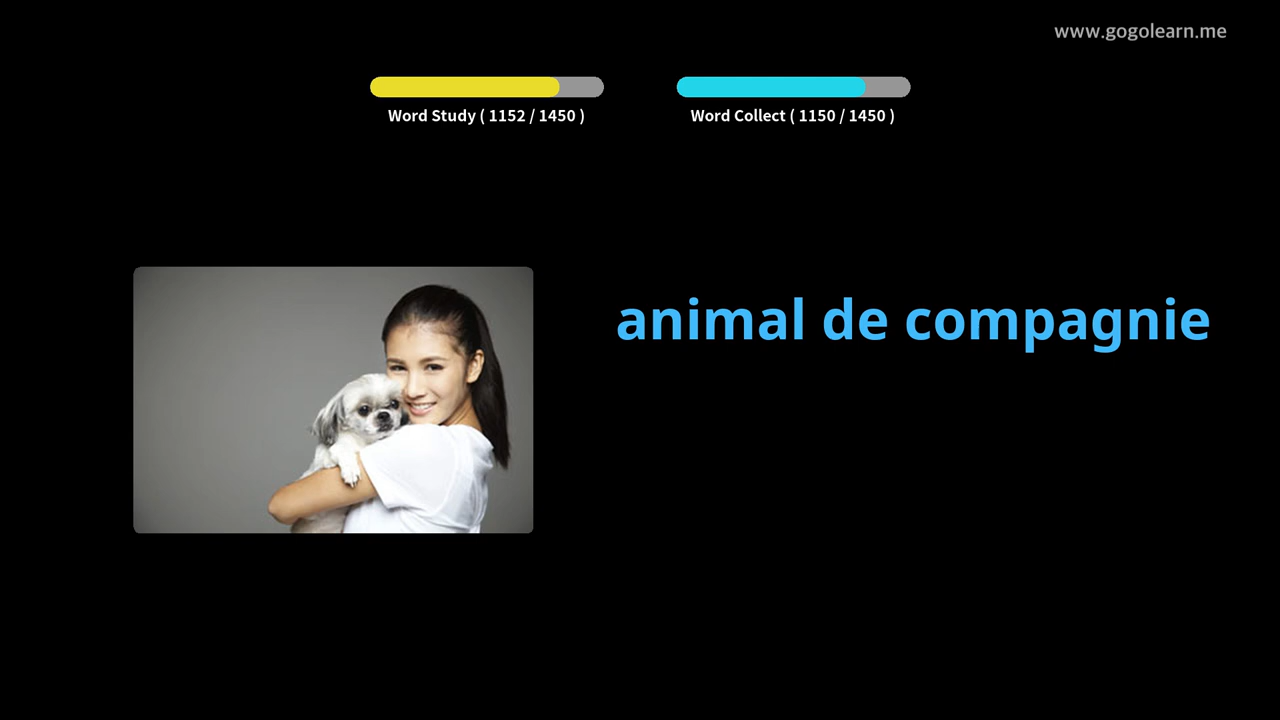 www.gogolearn.me
Word Study ( 1152 / 1450 )
Word Collect ( 1150 / 1450 )
animal de compagnie